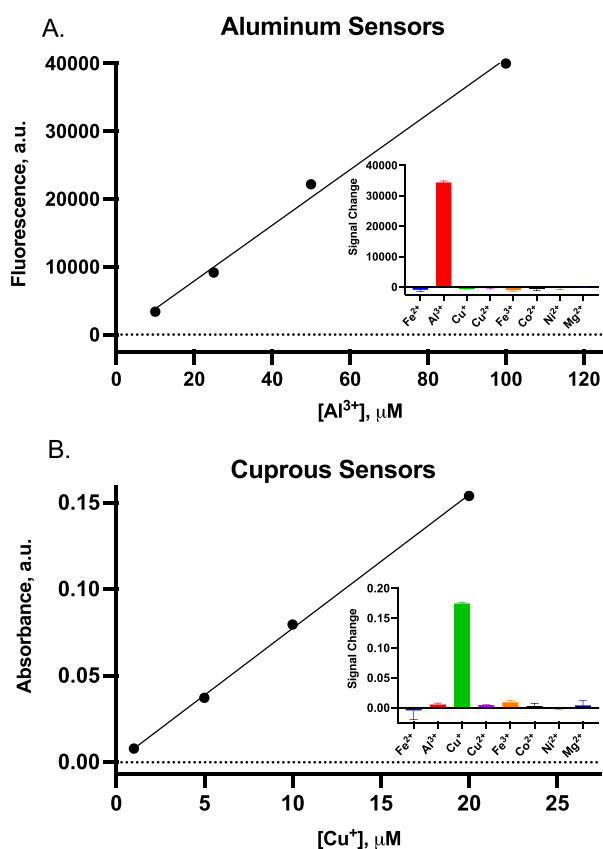 A.
Aluminum Sensors
Fluorescence, a.u.
40000
30000
20000
10000
0
0 20 40 60 80 100 120
[Al³⁺], μM
Signal Change
40000
30000
20000
10000
0
Fe²⁺ Al³⁺ Cu⁺ Cu²⁺ Fe³⁺ Co²⁺ Ni²⁺ Mg²⁺
B.
Cuprous Sensors
Absorbance, a.u.
0.15
0.10
0.05
0.00
0 5 10 15 20 25
[Cu⁺], μM
Signal Change
0.20
0.15
0.10
0.05
0.00
Fe²⁺ Al³⁺ Cu⁺ Cu²⁺ Fe³⁺ Co²⁺ Ni²⁺ Mg²⁺